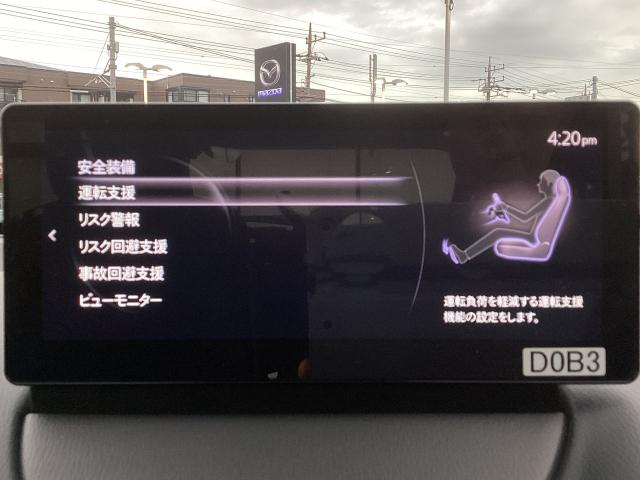 mazda
4:20pm
安全装備
運転支援
リスク警報
リスク回避支援
事故回避支援
ビューモニター
運転負荷を軽減する運転支援
機能の設定をします。
D0B3